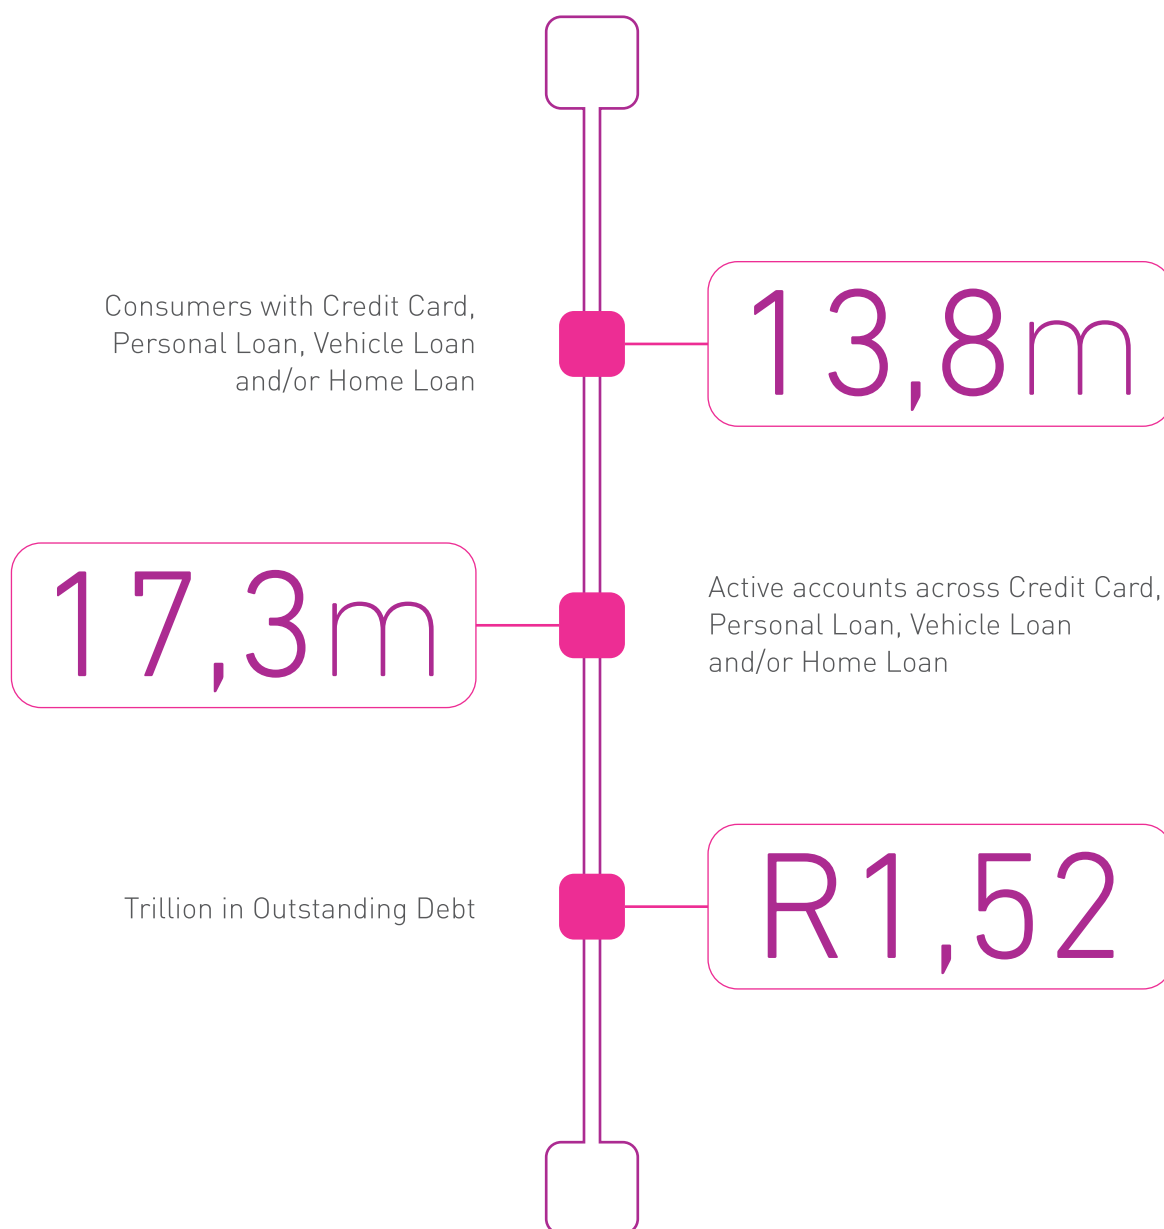 Consumers with Credit Card,
Personal Loan, Vehicle Loan
and/or Home Loan
13,8m
17,3m
Active accounts across Credit Card,
Personal Loan, Vehicle Loan
and/or Home Loan
Trillion in Outstanding Debt
R1,52